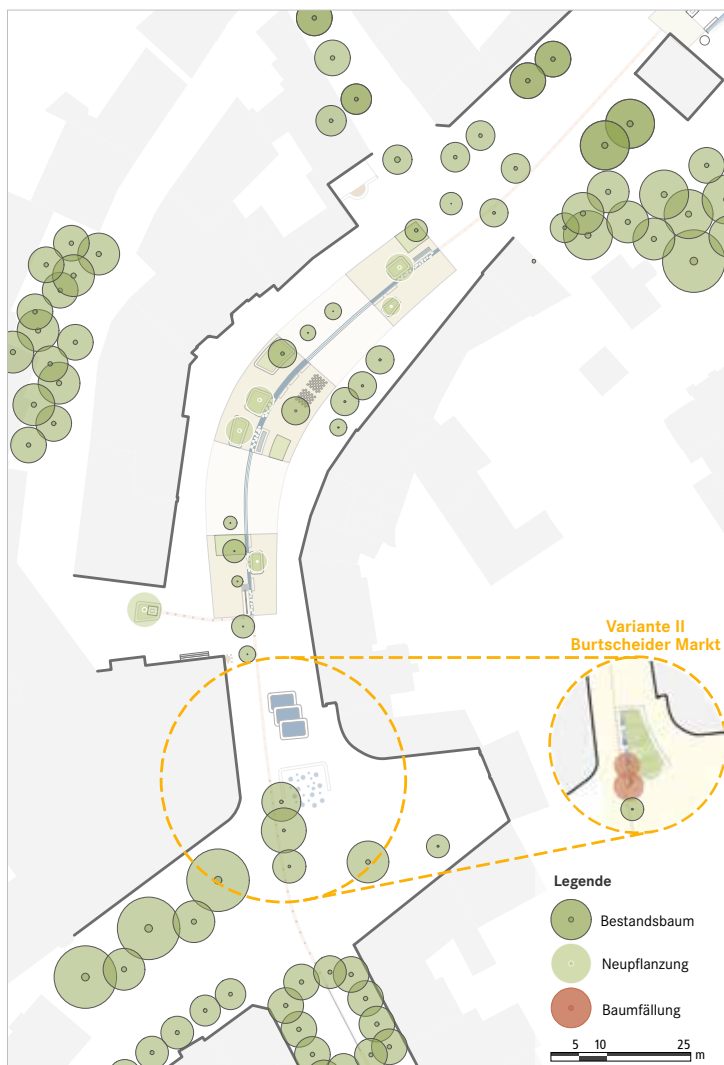 Variante II
Burtscheider Markt
Legende
Bestandsbaum
Neupflanzung
Baumfällung
5 10 25
m